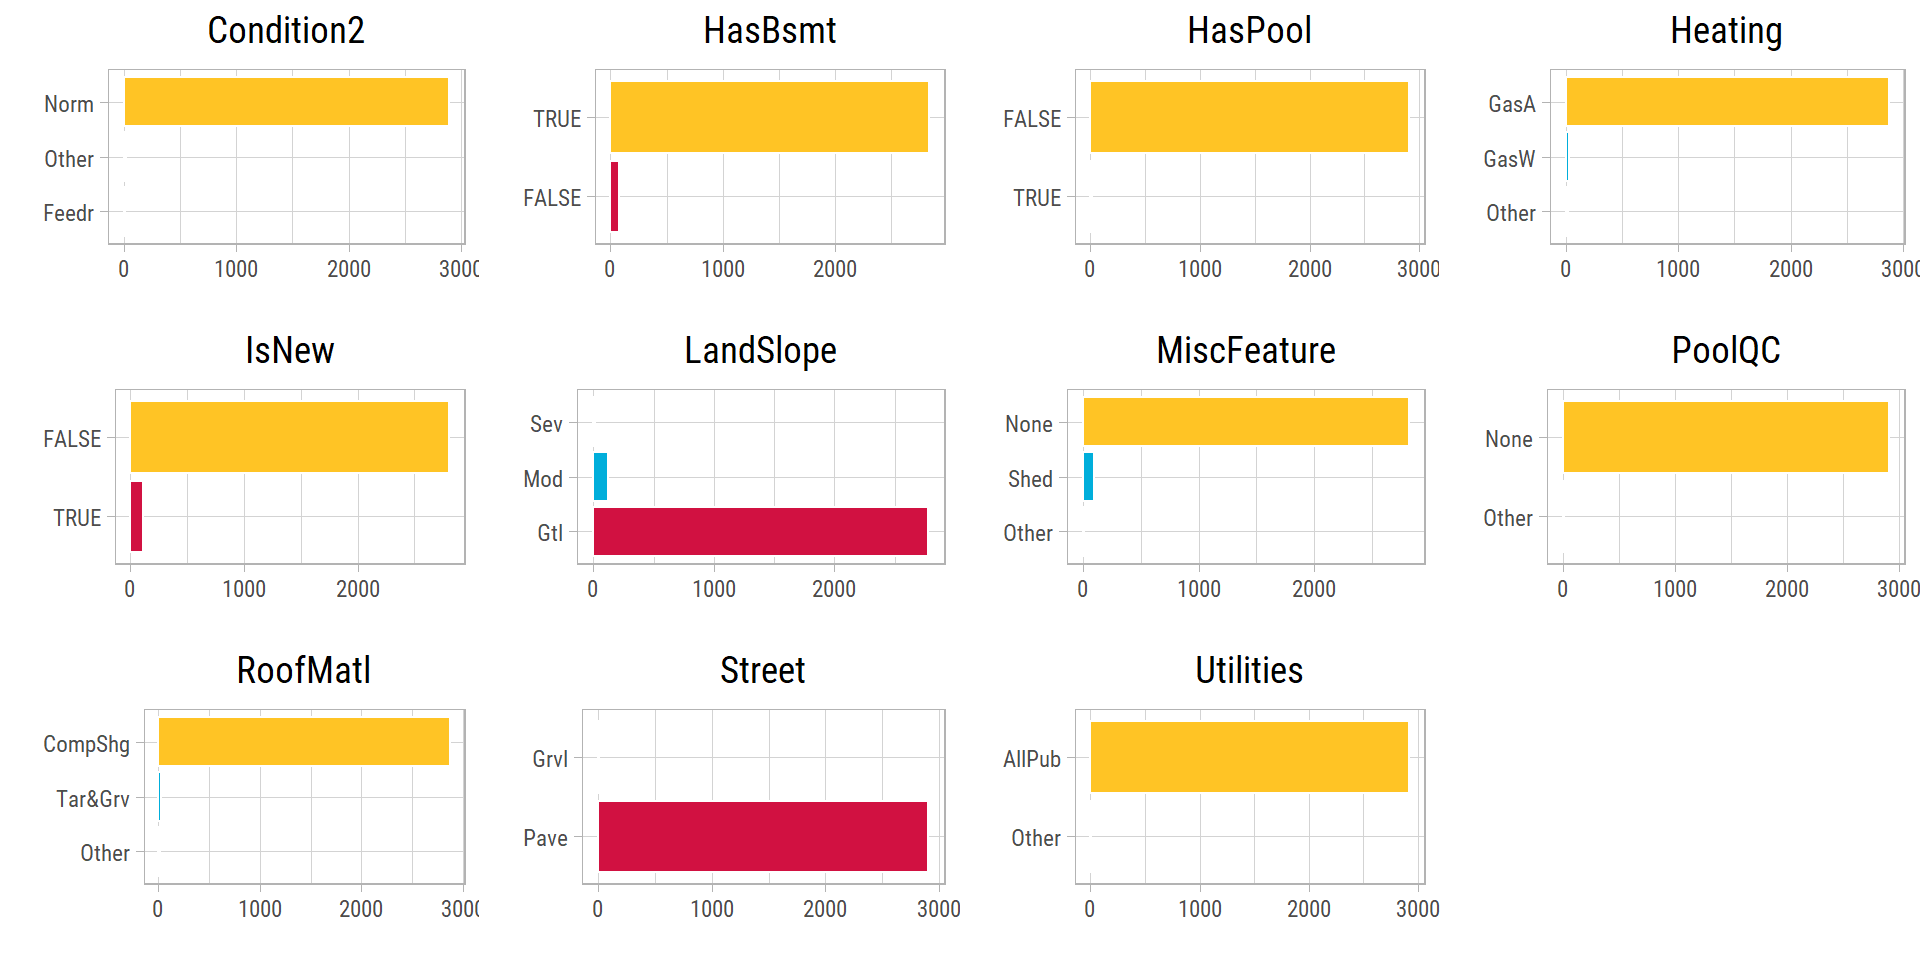 Condition2
Norm
Other
Feedr
0 1000 2000 3000
HasBsmt
TRUE
FALSE
0 1000 2000
HasPool
FALSE
TRUE
0 1000 2000 3000
Heating
GasA
GasW
Other
0 1000 2000 3000
IsNew
FALSE
TRUE
0 1000 2000
LandSlope
Sev
Mod
Gtl
0 1000 2000
MiscFeature
None
Shed
Other
0 1000 2000
PoolQC
None
Other
0 1000 2000 3000
RoofMatl
CompShg
Tar&Grv
Other
0 1000 2000 3000
Street
Grvl
Pave
0 1000 2000 3000
Utilities
AllPub
Other
0 1000 2000 3000